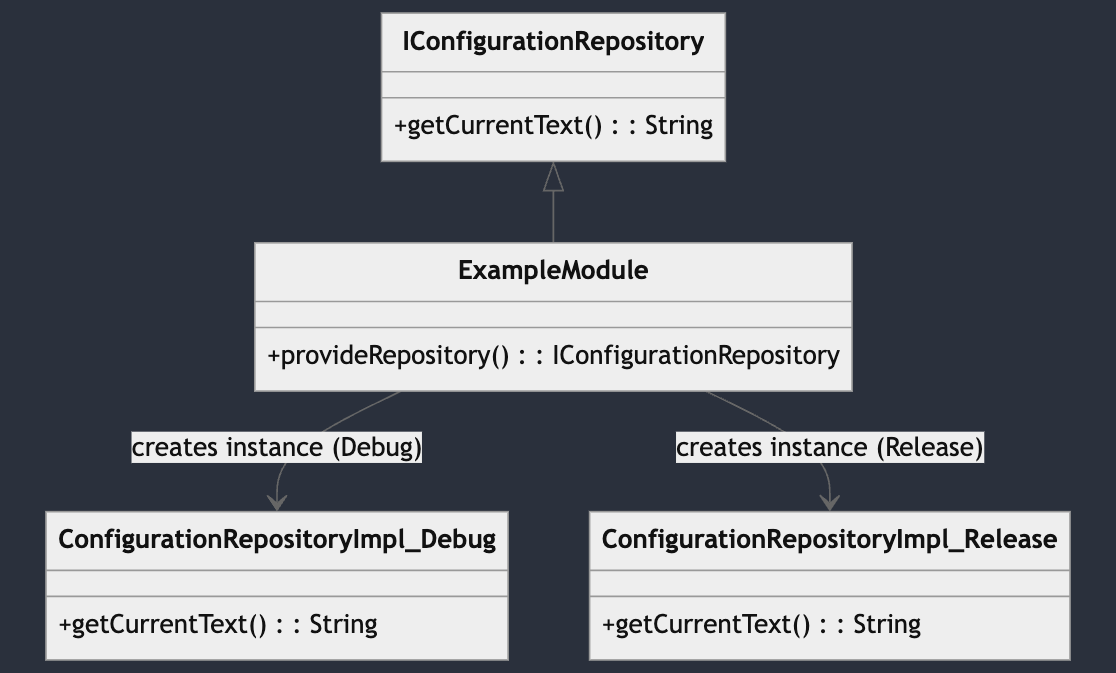 IConfigurationRepository
+getCurrentText() : : String
ExampleModule
+provideRepository() : : IConfigurationRepository
creates instance (Debug)
creates instance (Release)
ConfigurationRepositoryImpl_Debug
+getCurrentText() : : String
ConfigurationRepositoryImpl_Release
+getCurrentText() : : String